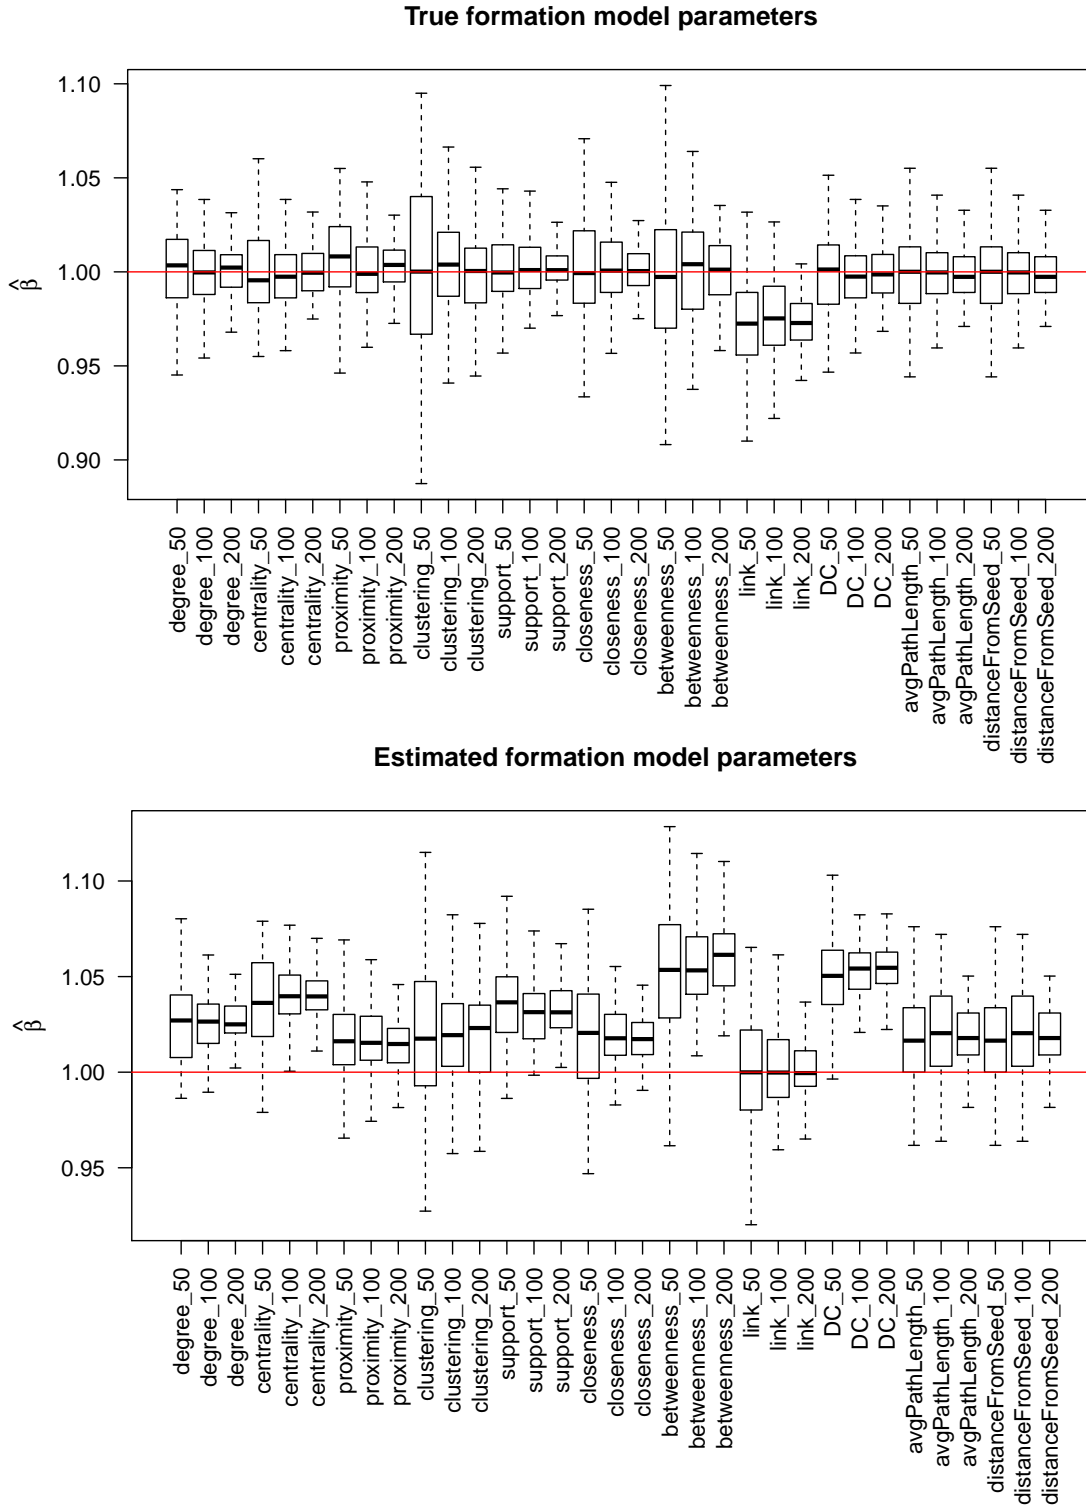 True formation model parameters
1.10
1.05
1.00
0.95
0.90
β̂
degree_50
degree_100
degree_200
centrality_50
centrality_100
centrality_200
proximity_50
proximity_100
proximity_200
clustering_50
clustering_100
clustering_200
support_50
support_100
support_200
closeness_50
closeness_100
closeness_200
betweenness_50
betweenness_100
betweenness_200
link_50
link_100
link_200
DC_50
DC_100
DC_200
avgPathLength_50
avgPathLength_100
avgPathLength_200
distanceFromSeed_50
distanceFromSeed_100
distanceFromSeed_200
Estimated formation model parameters
1.10
1.05
1.00
0.95
β̂
degree_50
degree_100
degree_200
centrality_50
centrality_100
centrality_200
proximity_50
proximity_100
proximity_200
clustering_50
clustering_100
clustering_200
support_50
support_100
support_200
closeness_50
closeness_100
closeness_200
betweenness_50
betweenness_100
betweenness_200
link_50
link_100
link_200
DC_50
DC_100
DC_200
avgPathLength_50
avgPathLength_100
avgPathLength_200
distanceFromSeed_50
distanceFromSeed_100
distanceFromSeed_200